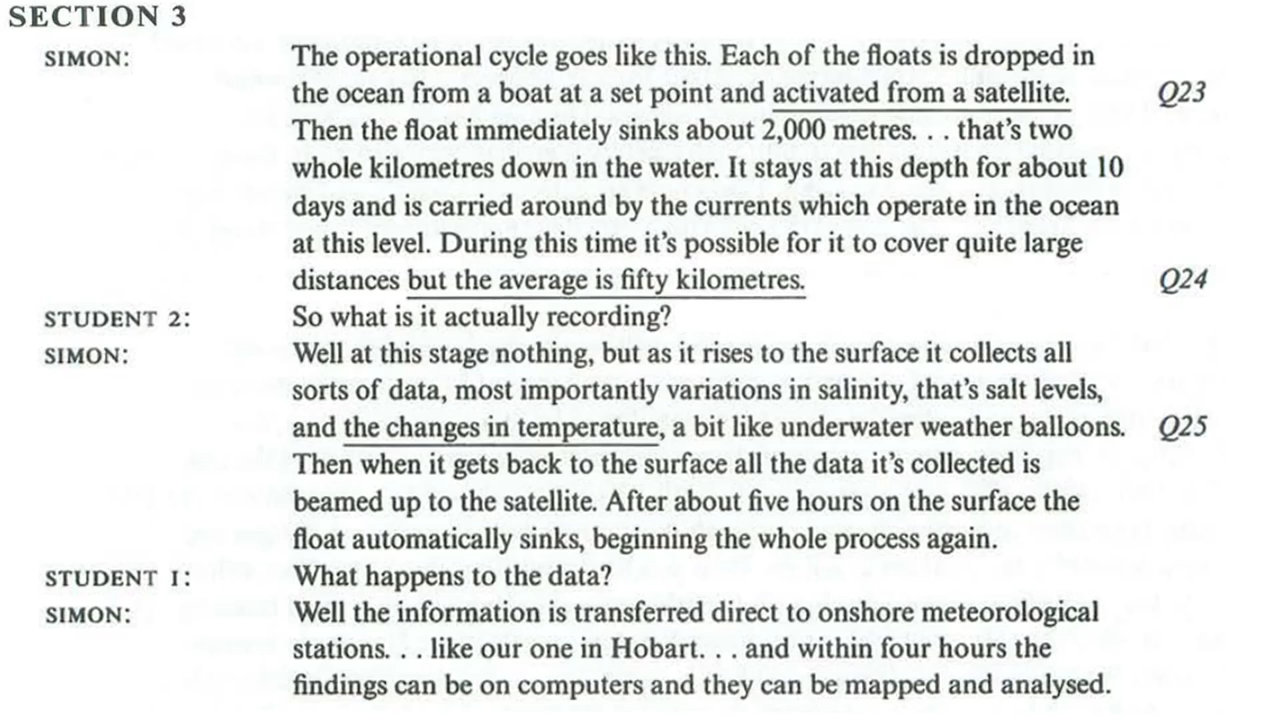 SECTION 3
SIMON: The operational cycle goes like this. Each of the floats is dropped in
the ocean from a boat at a set point and activated from a satellite. Q23
Then the float immediately sinks about 2,000 metres. . . that's two
whole kilometres down in the water. It stays at this depth for about 10
days and is carried around by the currents which operate in the ocean
at this level. During this time it's possible for it to cover quite large
distances but the average is fifty kilometres. Q24
STUDENT 2: So what is it actually recording?
SIMON: Well at this stage nothing, but as it rises to the surface it collects all
sorts of data, most importantly variations in salinity, that's salt levels,
and the changes in temperature, a bit like underwater weather balloons. Q25
Then when it gets back to the surface all the data it's collected is
beamed up to the satellite. After about five hours on the surface the
float automatically sinks, beginning the whole process again.
STUDENT 1: What happens to the data?
SIMON: Well the information is transferred direct to onshore meteorological
stations. . . like our one in Hobart. . . and within four hours the
findings can be on computers and they can be mapped and analysed.